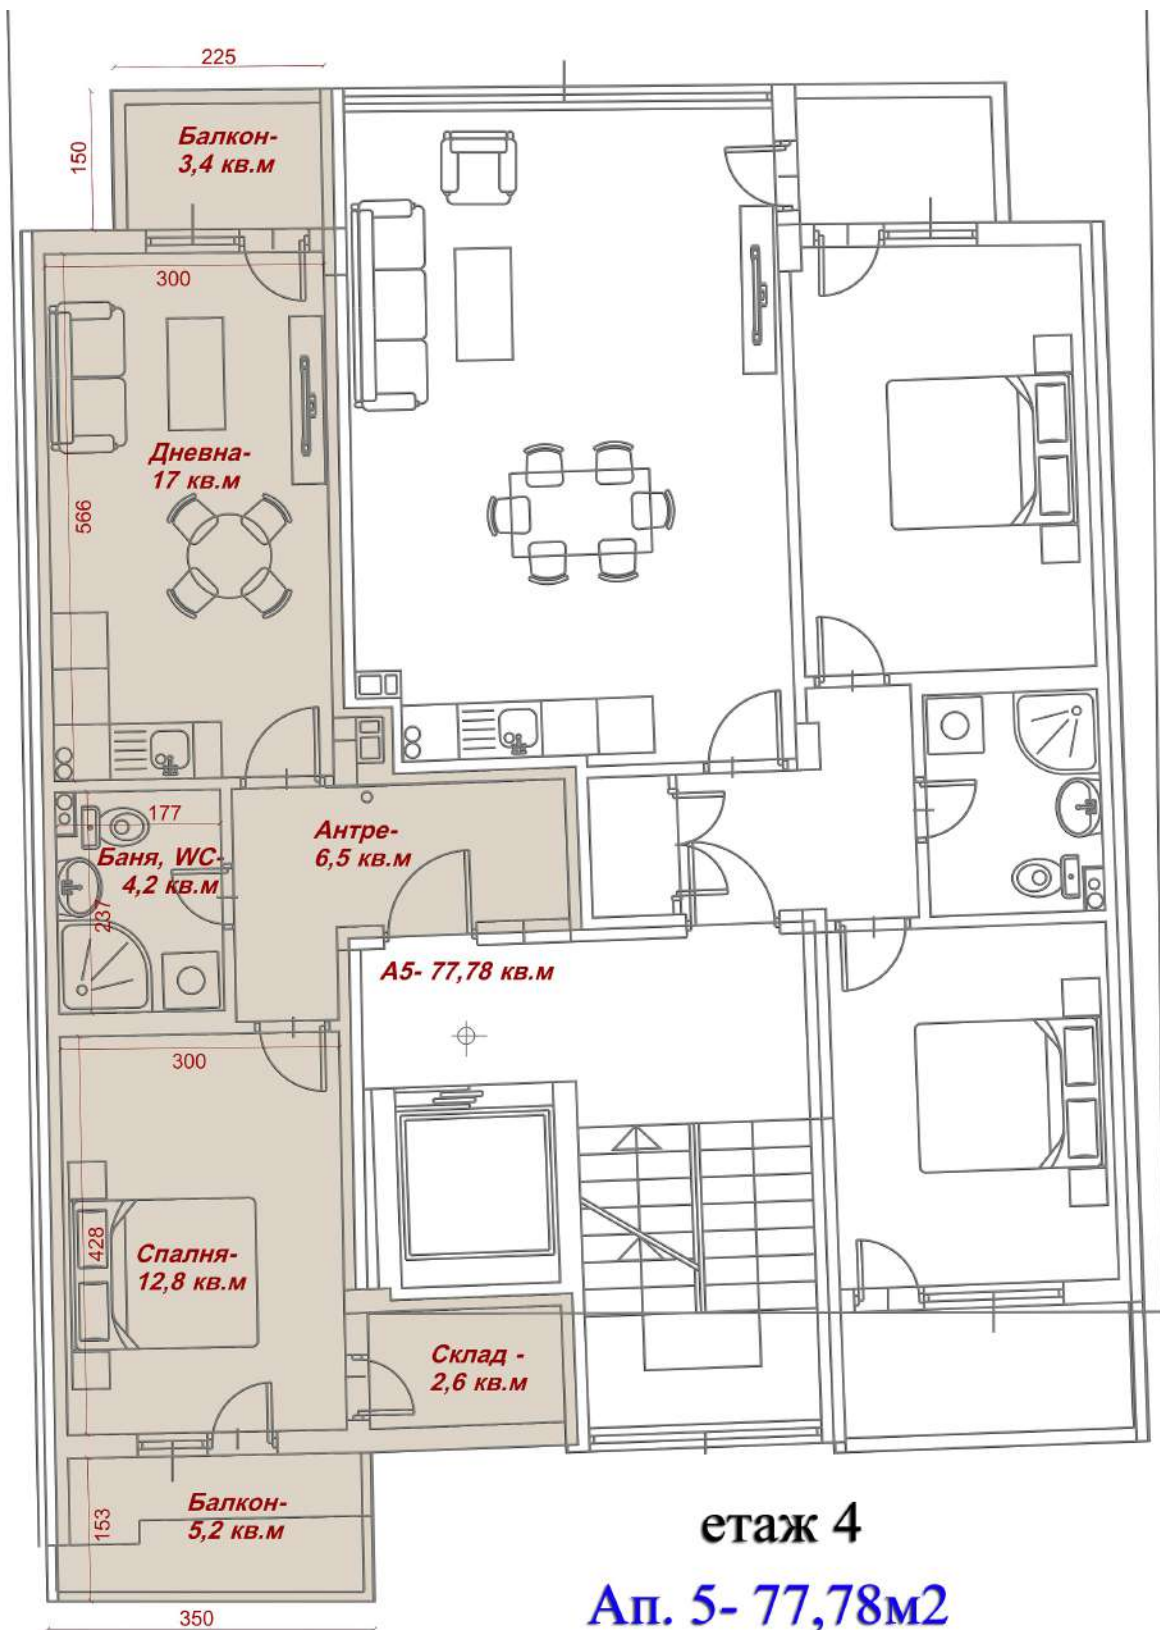 225
150
Балкон-
3,4 кв.м
300
Дневна-
17 кв.м
566
177
Антре-
6,5 кв.м
Баня, WC-
4,2 кв.м
237
А5- 77,78 кв.м
300
428
Спалня-
12,8 кв.м
Склад -
2,6 кв.м
Балкон-
5,2 кв.м
153
етаж 4
Ап. 5- 77,78м2
350